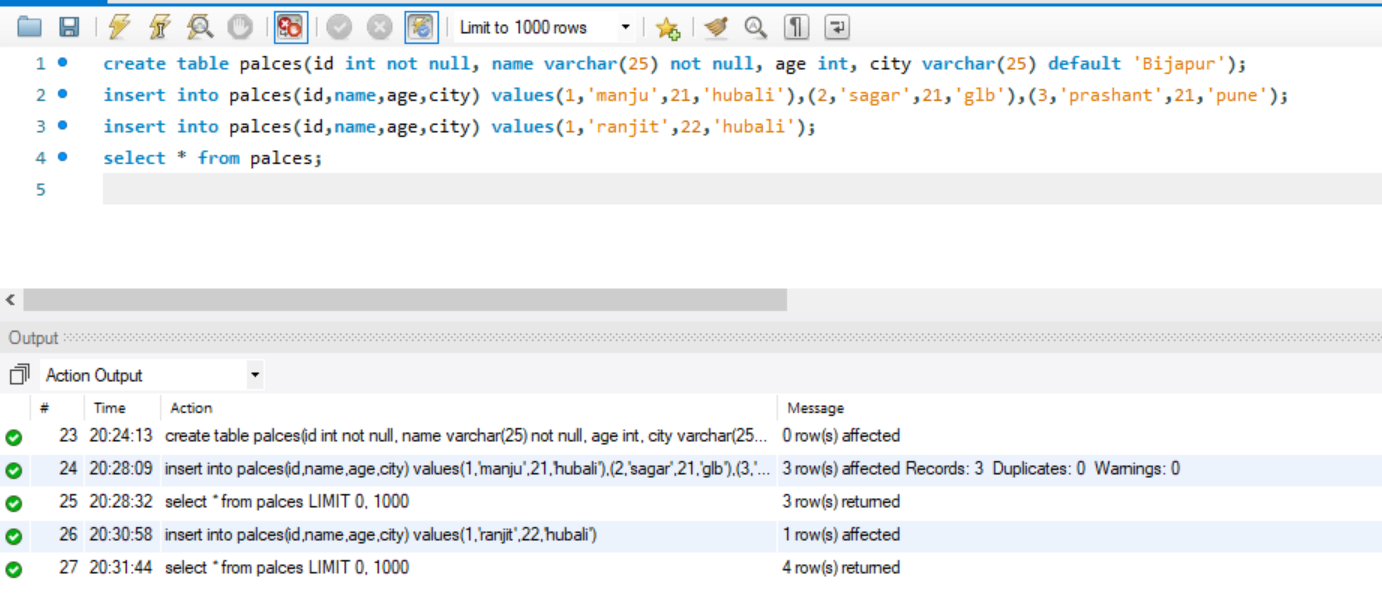 Limit to 1000 rows
1 create table palces(id int not null, name varchar(25) not null, age int, city varchar(25) default 'Bijapur');
2 insert into palces(id,name,age,city) values(1,'manju',21,'hubali'),(2,'sagar',21,'glb'),(3,'prashant',21,'pune');
3 insert into palces(id,name,age,city) values(1,'ranjit',22,'hubali');
4 select * from palces;
5
Output
Action Output
# Time Action Message
23 20:24:13 create table palces(id int not null, name varchar(25) not null, age int, city varchar(25... 0 row(s) affected
24 20:28:09 insert into palces(id,name,age,city) values(1,'manju',21,'hubali'),(2,'sagar',21,'glb'),(3,'... 3 row(s) affected Records: 3 Duplicates: 0 Warnings: 0
25 20:28:32 select * from palces LIMIT 0, 1000 3 row(s) returned
26 20:30:58 insert into palces(id,name,age,city) values(1,'ranjit',22,'hubali') 1 row(s) affected
27 20:31:44 select * from palces LIMIT 0, 1000 4 row(s) returned